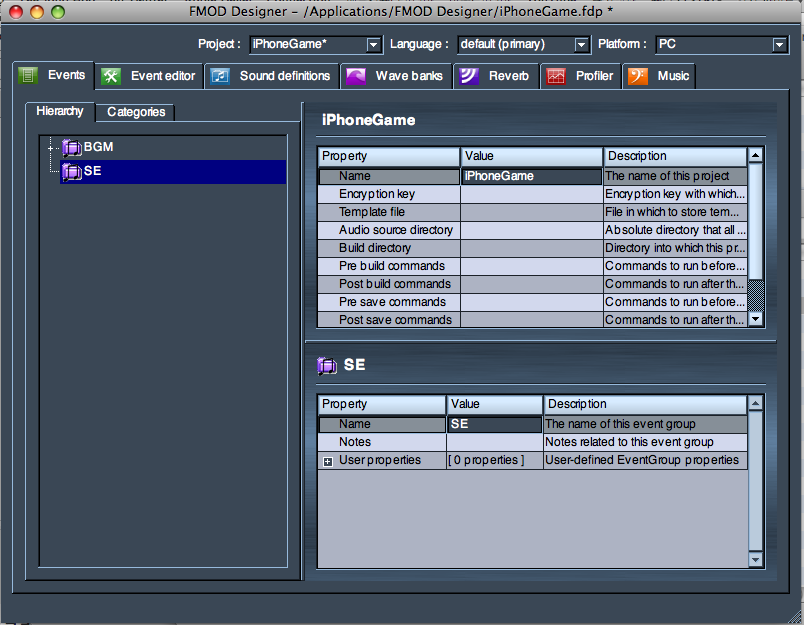 FMOD Designer – /Applications/FMOD Designer/iPhoneGame.fdp *
Project : iPhoneGame* Language : default (primary) Platform : PC
Events Event editor Sound definitions Wave banks Reverb Profiler Music
Hierarchy Categories
BGM
SE
iPhoneGame
Property Value Description
Name iPhoneGame The name of this project
Encryption key Encryption key with which...
Template file File in which to store tem...
Audio source directory Absolute directory that all ...
Build directory Directory into which this pr...
Pre build commands Commands to run before...
Post build commands Commands to run after th...
Pre save commands Commands to run before...
Post save commands Commands to run after th...
SE
Property Value Description
Name SE The name of this event group
Notes Notes related to this event group
User properties [ 0 properties ] User-defined EventGroup properties